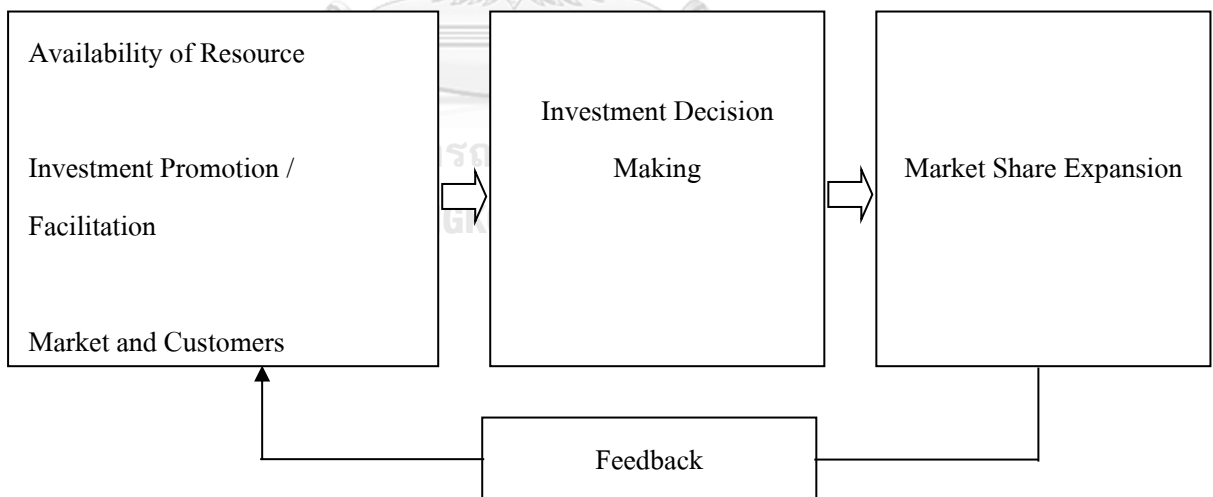 Availability of Resource
Investment Promotion /
Facilitation
Market and Customers
Investment Decision
Making
Market Share Expansion
Feedback